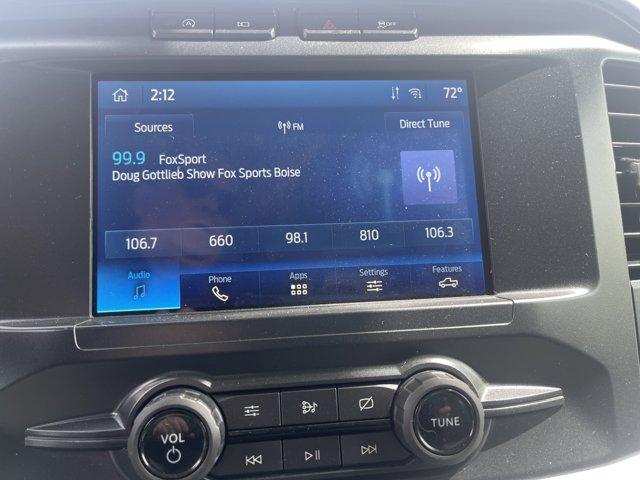 OFF
2:12 72°
Sources FM Direct Tune
99.9 FoxSport
Doug Gottlieb Show Fox Sports Boise
106.7 660 98.1 810 106.3
Audio Phone Apps Settings Features
VOL TUNE